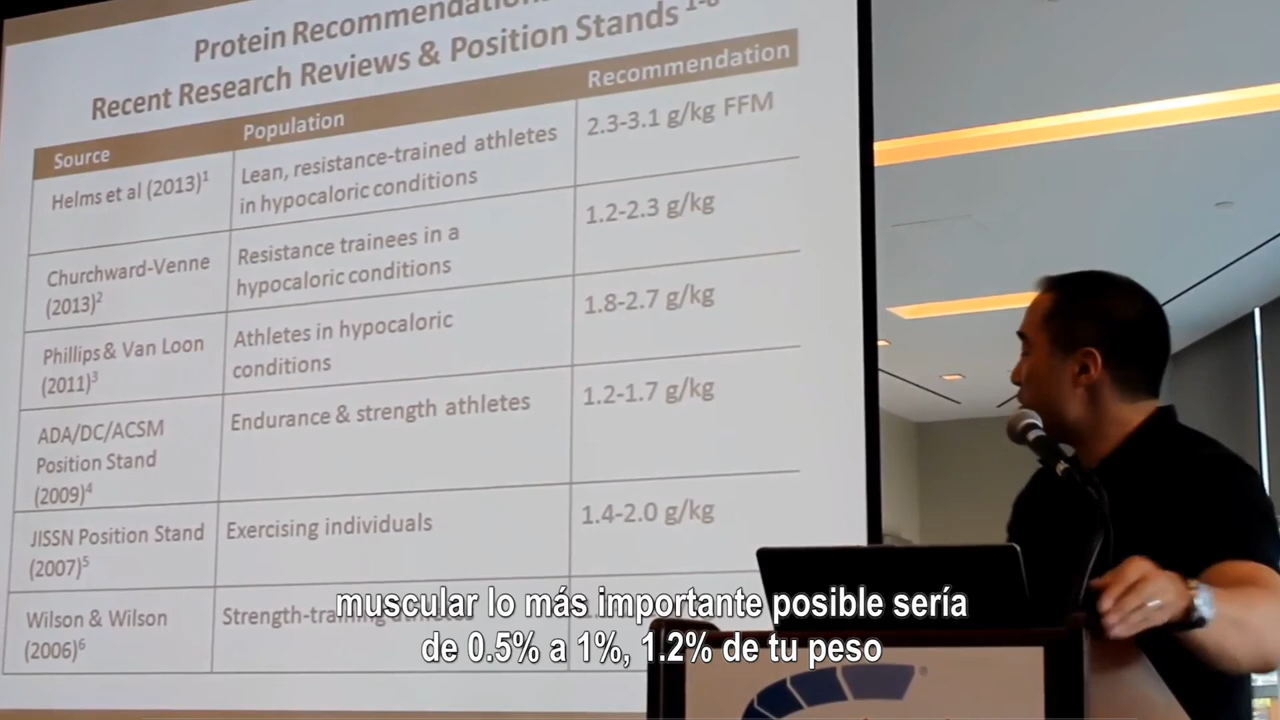 Protein Recommendation
Recent Research Reviews & Position Stands 1-6
Source Population Recommendation
Helms et al (2013)1
Lean, resistance-trained athletes
in hypocaloric conditions
2.3-3.1 g/kg FFM
Churchward-Venne
(2013)2
Resistance trainees in a
hypocaloric conditions
1.2-2.3 g/kg
Phillips & Van Loon
(2011)3
Athletes in hypocaloric
conditions
1.8-2.7 g/kg
ADA/DC/ACSM
Position Stand
(2009)4
Endurance & strength athletes
1.2-1.7 g/kg
JISSN Position Stand
(2007)5
Exercising individuals
1.4-2.0 g/kg
Wilson & Wilson
(2006)6
Strength-training athletes
muscular lo más importante posible sería
de 0.5% a 1%, 1.2% de tu peso